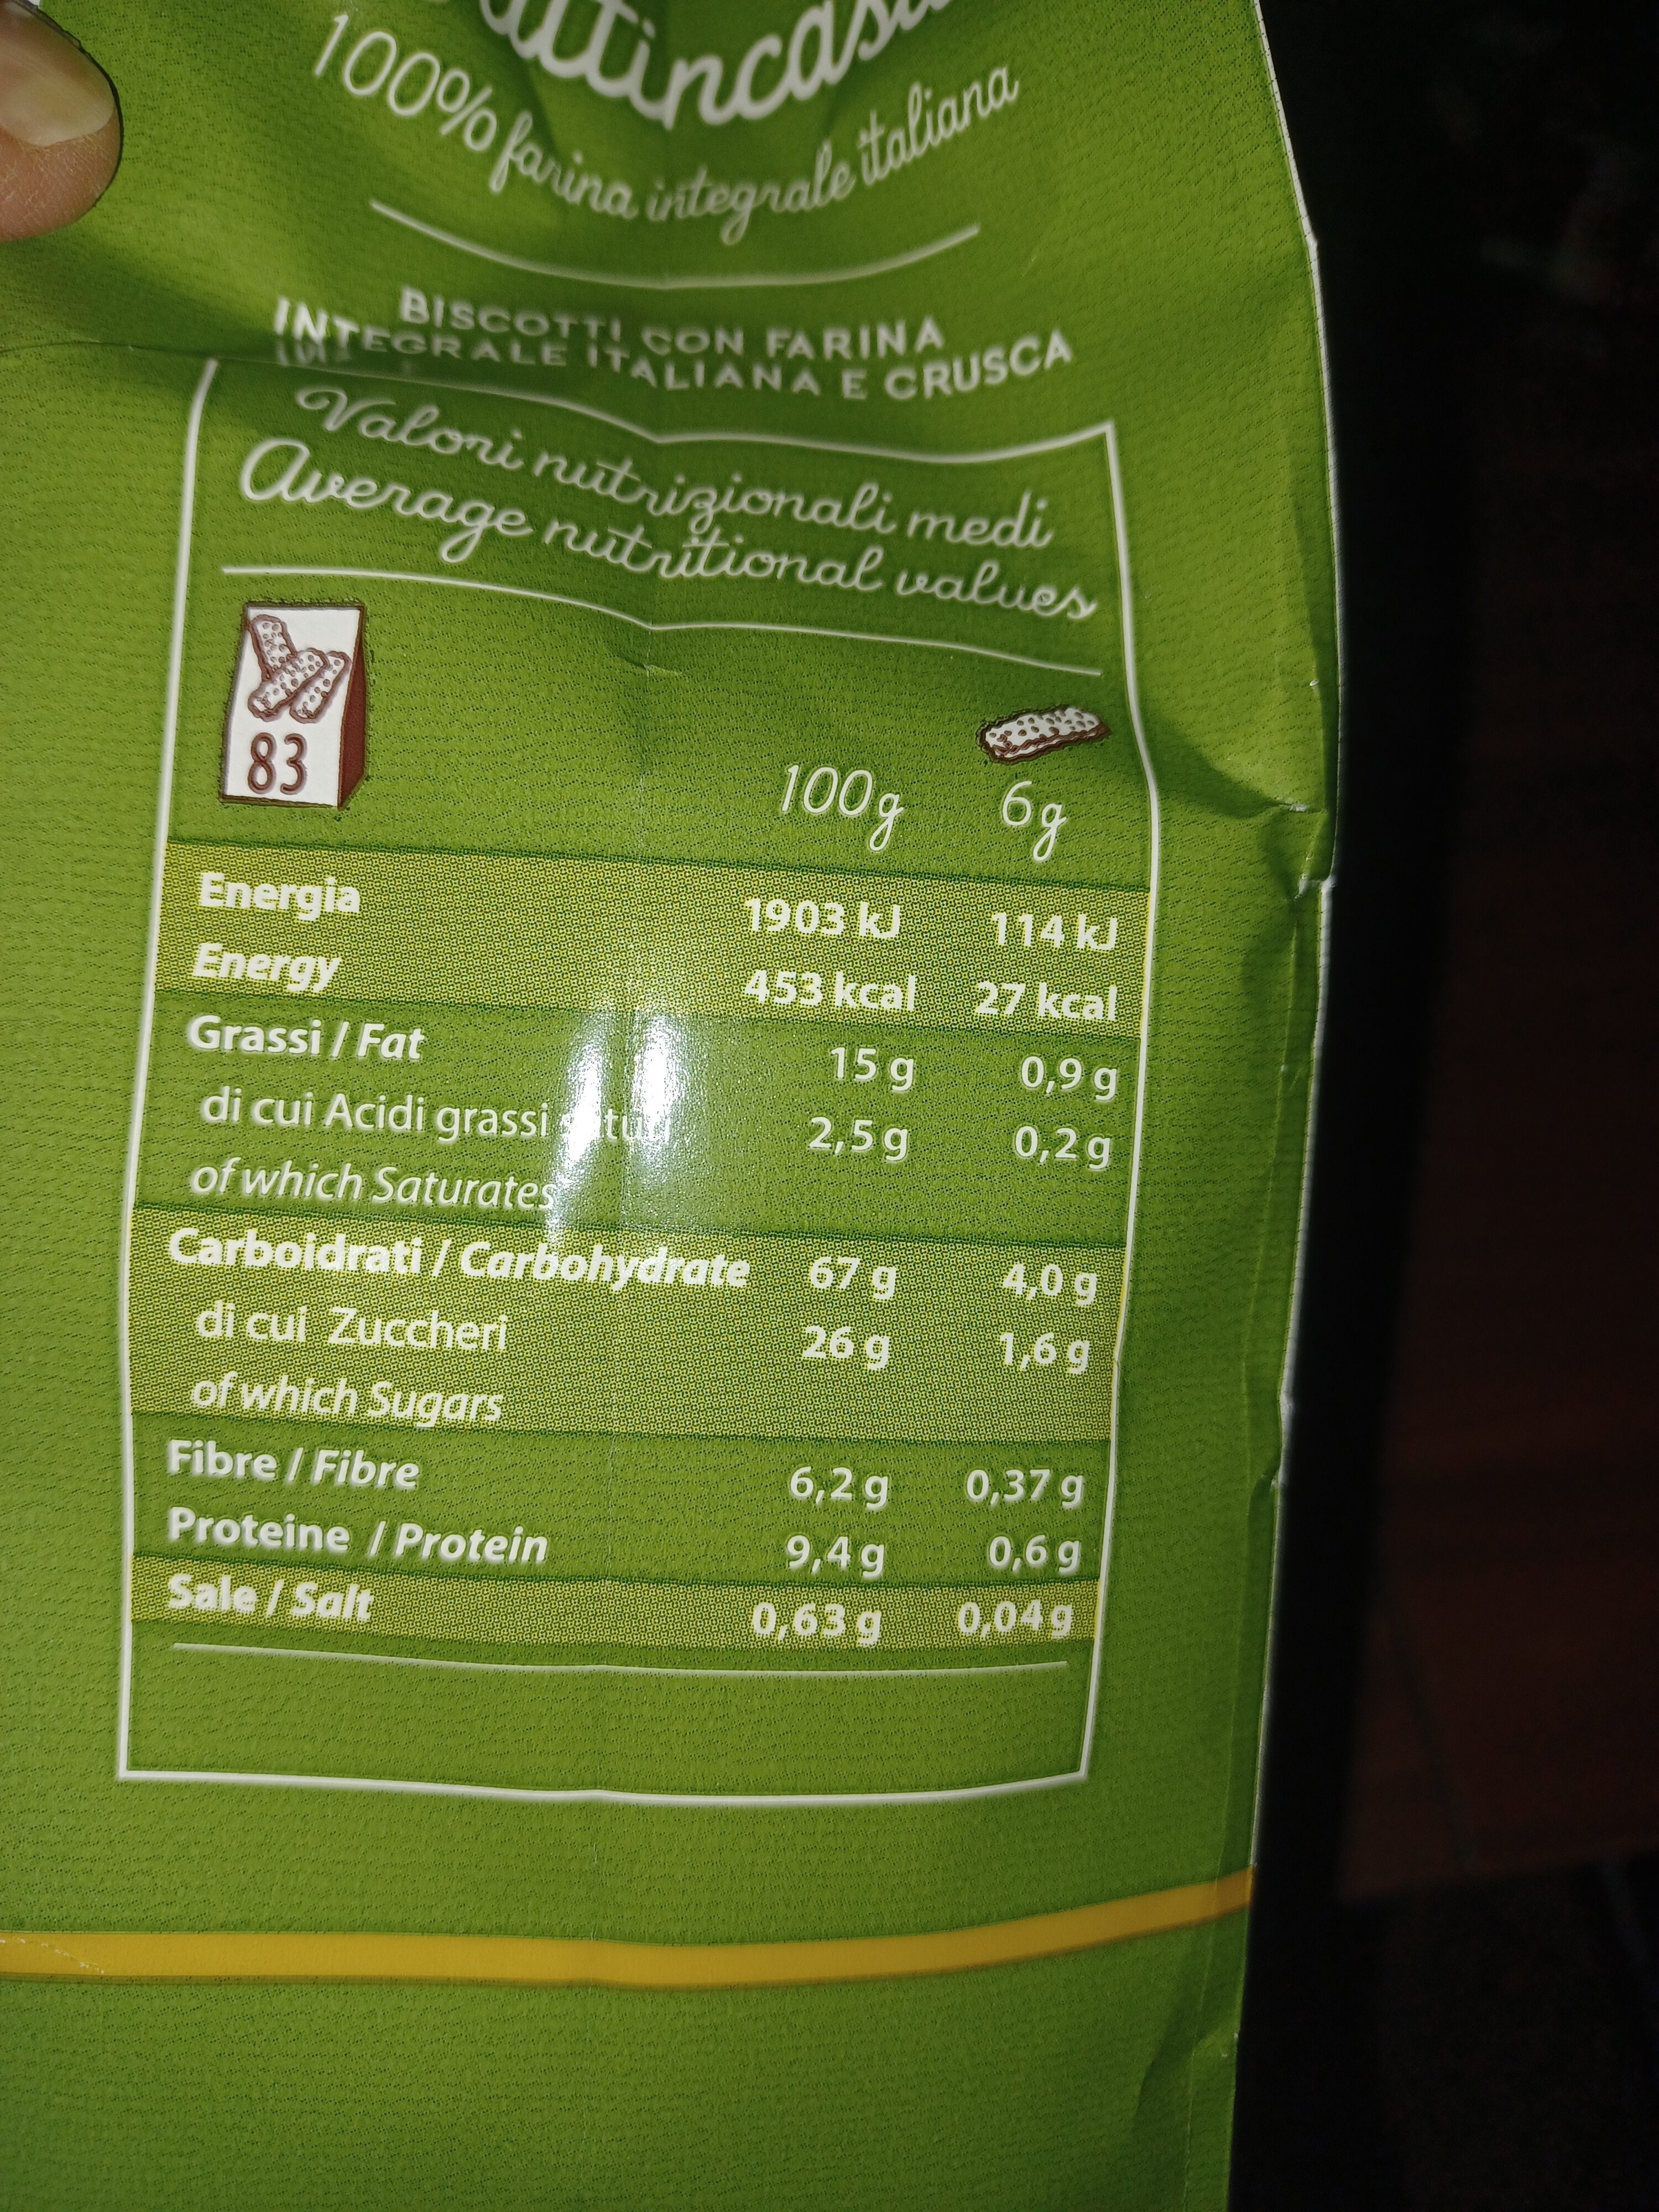 100% farina integrale italiana
BISCOTTI CON FARINA
INTEGRALE ITALIANA E CRUSCA
Valori nutrizionali medi
Average nutritional values
83
100g 6g
Energia 1903 kJ 114 kJ
Energy 453 kcal 27 kcal
Grassi / Fat 15 g 0,9 g
di cui Acidi grassi 2,5 g 0,2 g
of which Saturates
Carboidrati / Carbohydrate 67 g 4,0 g
di cui Zuccheri 26 g 1,6 g
of which Sugars
Fibre / Fibre 6,2 g 0,37 g
Proteine / Protein 9,4 g 0,6 g
Sale / Salt 0,63 g 0,04 g